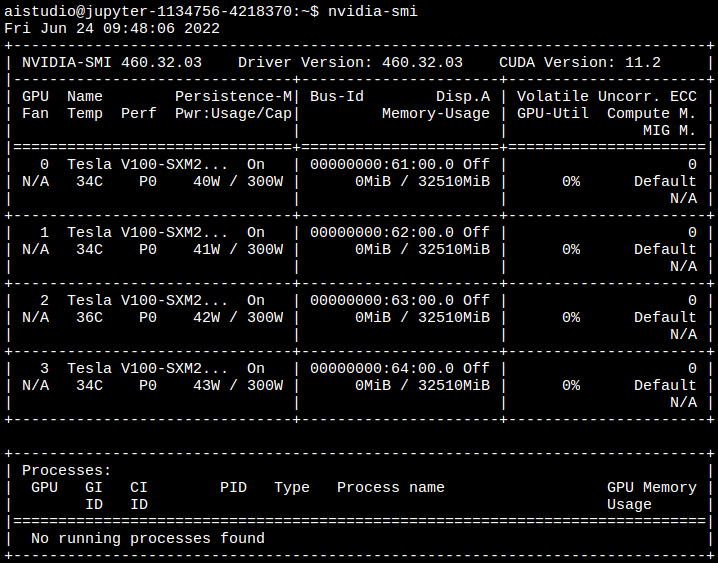 aistudio@jupyter-1134756-4218370:~$ nvidia-smi
Fri Jun 24 09:48:06 2022
+-----------------------------------------------------------------------------+
| NVIDIA-SMI 460.32.03    Driver Version: 460.32.03    CUDA Version: 11.2     |
|-------------------------------+----------------------+----------------------+
| GPU  Name        Persistence-M| Bus-Id        Disp.A | Volatile Uncorr. ECC |
| Fan  Temp  Perf  Pwr:Usage/Cap|         Memory-Usage | GPU-Util  Compute M. |
|                               |                      |               MIG M. |
|===============================+======================+======================|
|   0  Tesla V100-SXM2...  On   | 00000000:61:00.0 Off |                    0 |
| N/A   34C    P0    40W / 300W |      0MiB / 32510MiB |      0%      Default |
|                               |                      |                  N/A |
+-------------------------------+----------------------+----------------------+
|   1  Tesla V100-SXM2...  On   | 00000000:62:00.0 Off |                    0 |
| N/A   34C    P0    41W / 300W |      0MiB / 32510MiB |      0%      Default |
|                               |                      |                  N/A |
+-------------------------------+----------------------+----------------------+
|   2  Tesla V100-SXM2...  On   | 00000000:63:00.0 Off |                    0 |
| N/A   36C    P0    42W / 300W |      0MiB / 32510MiB |      0%      Default |
|                               |                      |                  N/A |
+-------------------------------+----------------------+----------------------+
|   3  Tesla V100-SXM2...  On   | 00000000:64:00.0 Off |                    0 |
| N/A   34C    P0    43W / 300W |      0MiB / 32510MiB |      0%      Default |
|                               |                      |                  N/A |
+-------------------------------+----------------------+----------------------+

+-----------------------------------------------------------------------------+
| Processes:                                                                  |
|  GPU   GI   CI        PID   Type   Process name                  GPU Memory |
|        ID   ID                                                   Usage      |
|=============================================================================|
|  No running processes found                                                 |
+-----------------------------------------------------------------------------+